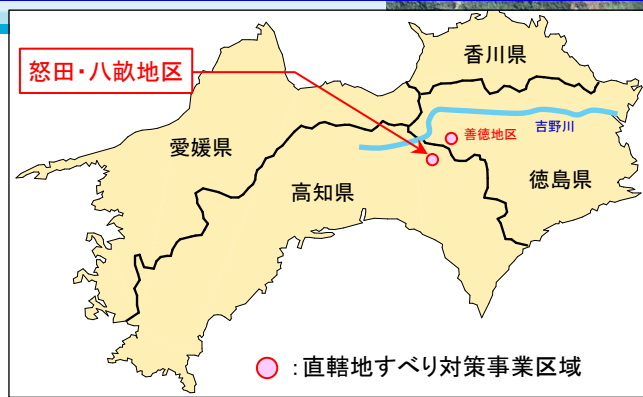 香川県
怒田・八畝地区
吉野川
善徳地区
愛媛県
徳島県
高知県
：直轄地すべり対策事業区域